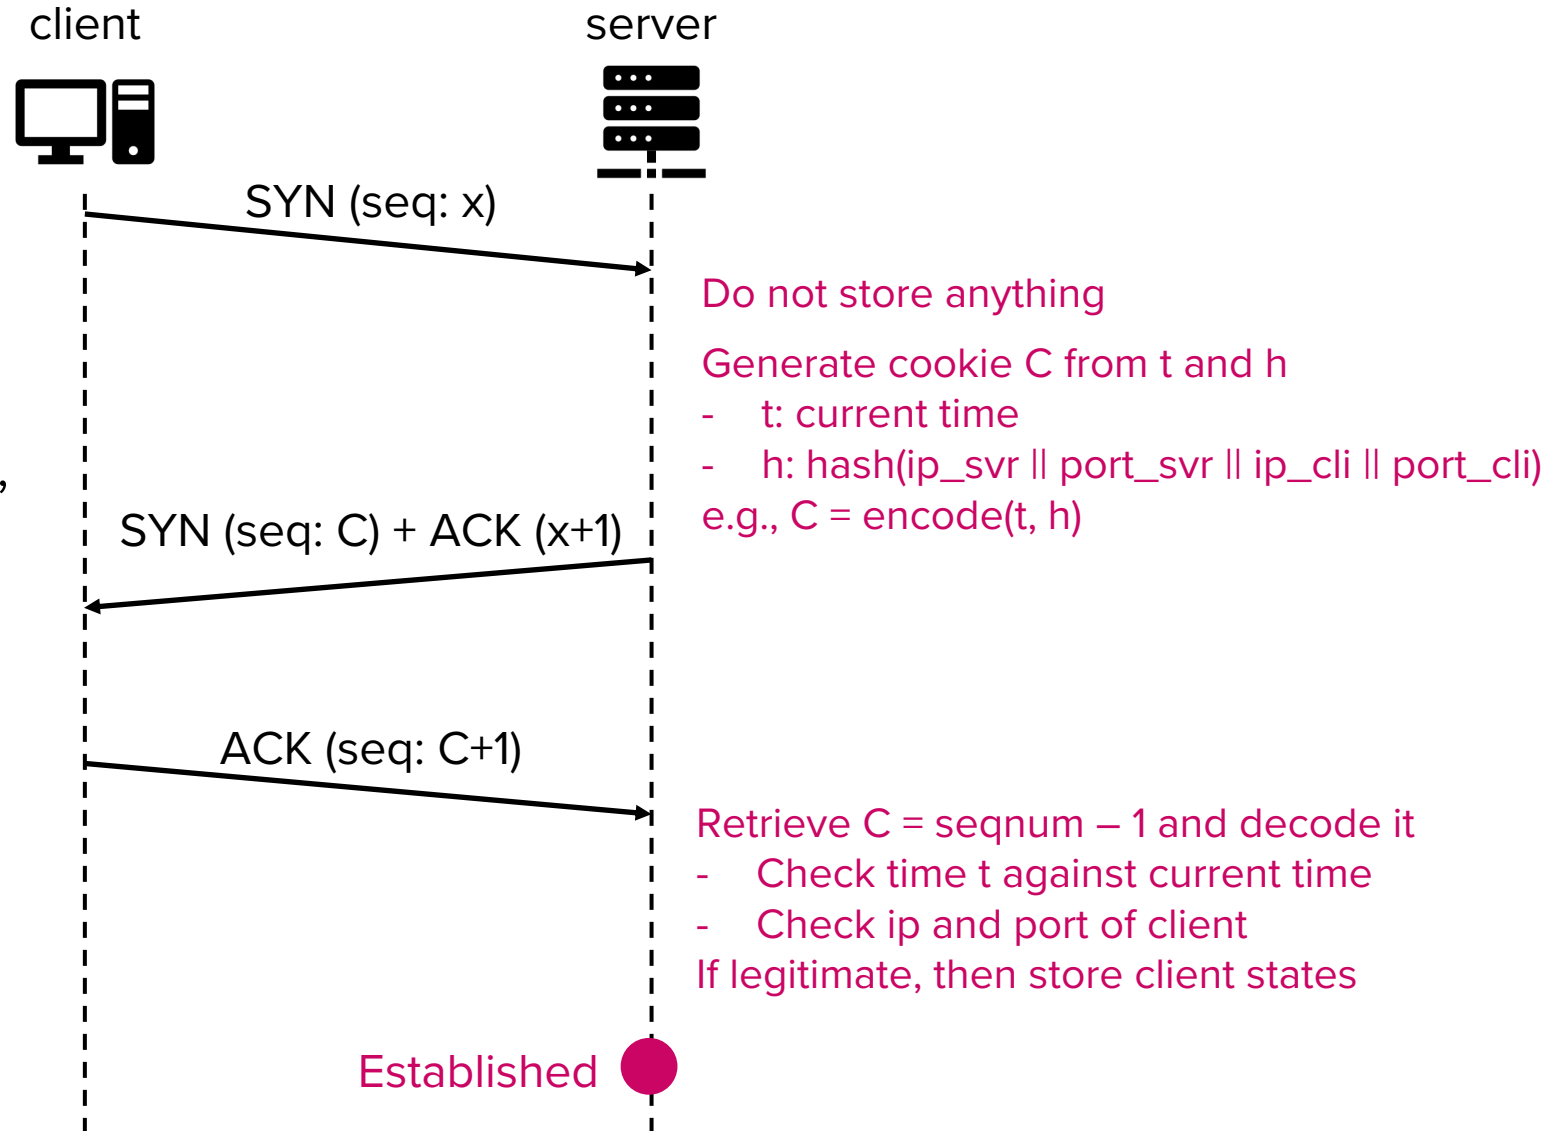 client
server
SYN (seq: x)
Do not store anything
Generate cookie C from t and h
- t: current time
- h: hash(ip_svr || port_svr || ip_cli || port_cli)
e.g., C = encode(t, h)
,
SYN (seq: C) + ACK (x+1)
ACK (seq: C+1)
Retrieve C = seqnum – 1 and decode it
- Check time t against current time
- Check ip and port of client
If legitimate, then store client states
Established